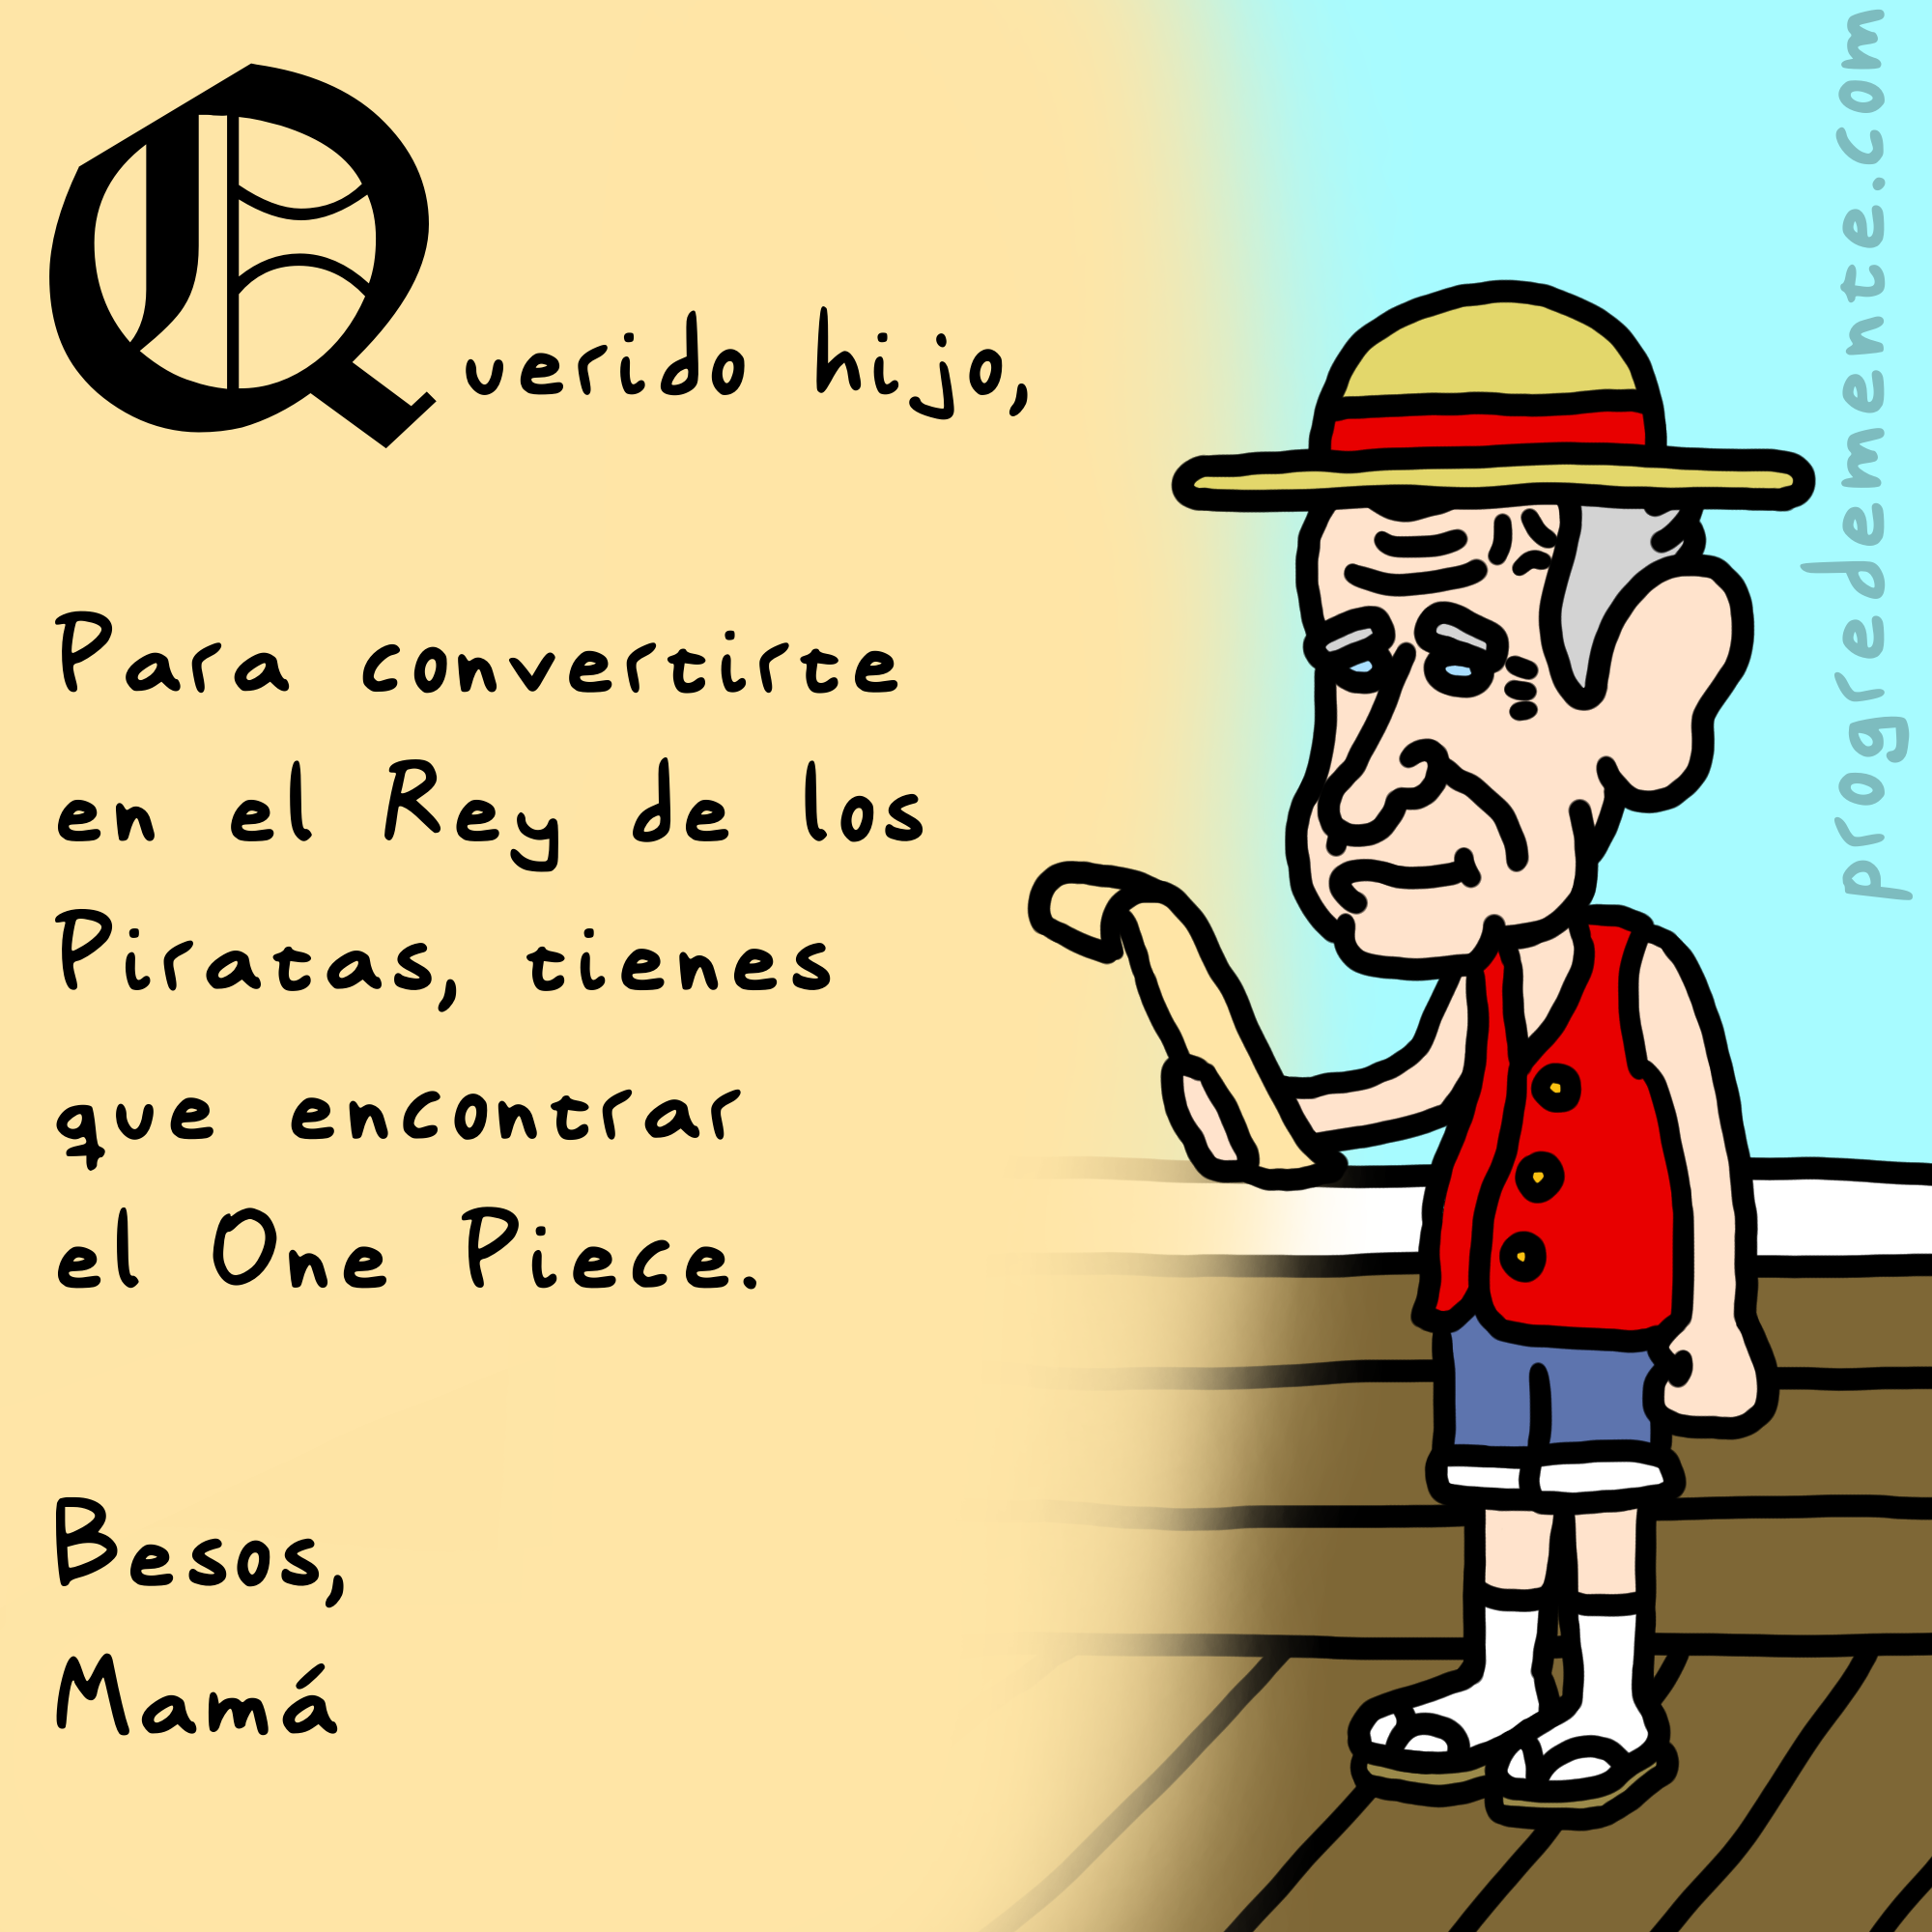 Querido hijo,
Para convertirte
en el Rey de los
Piratas, tienes
que encontrar
el One Piece.
Besos,
Mamá
progredemente.com